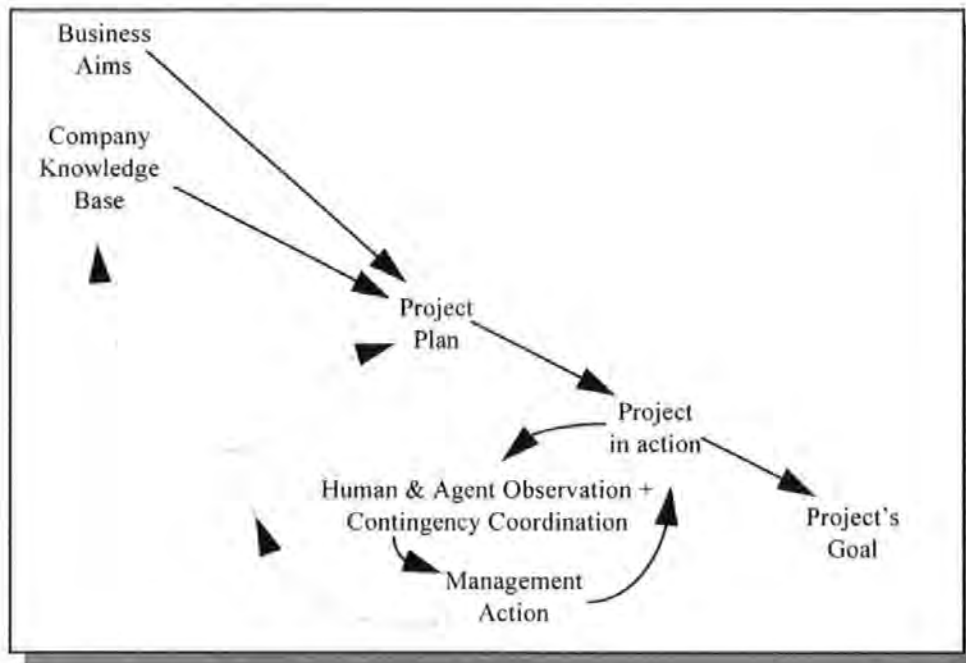 Business
Aims
Company
Knowledge
Base
Project
Plan
Project
in action
Human & Agent Observation +
Contingency Coordination
Project's
Goal
Management
Action